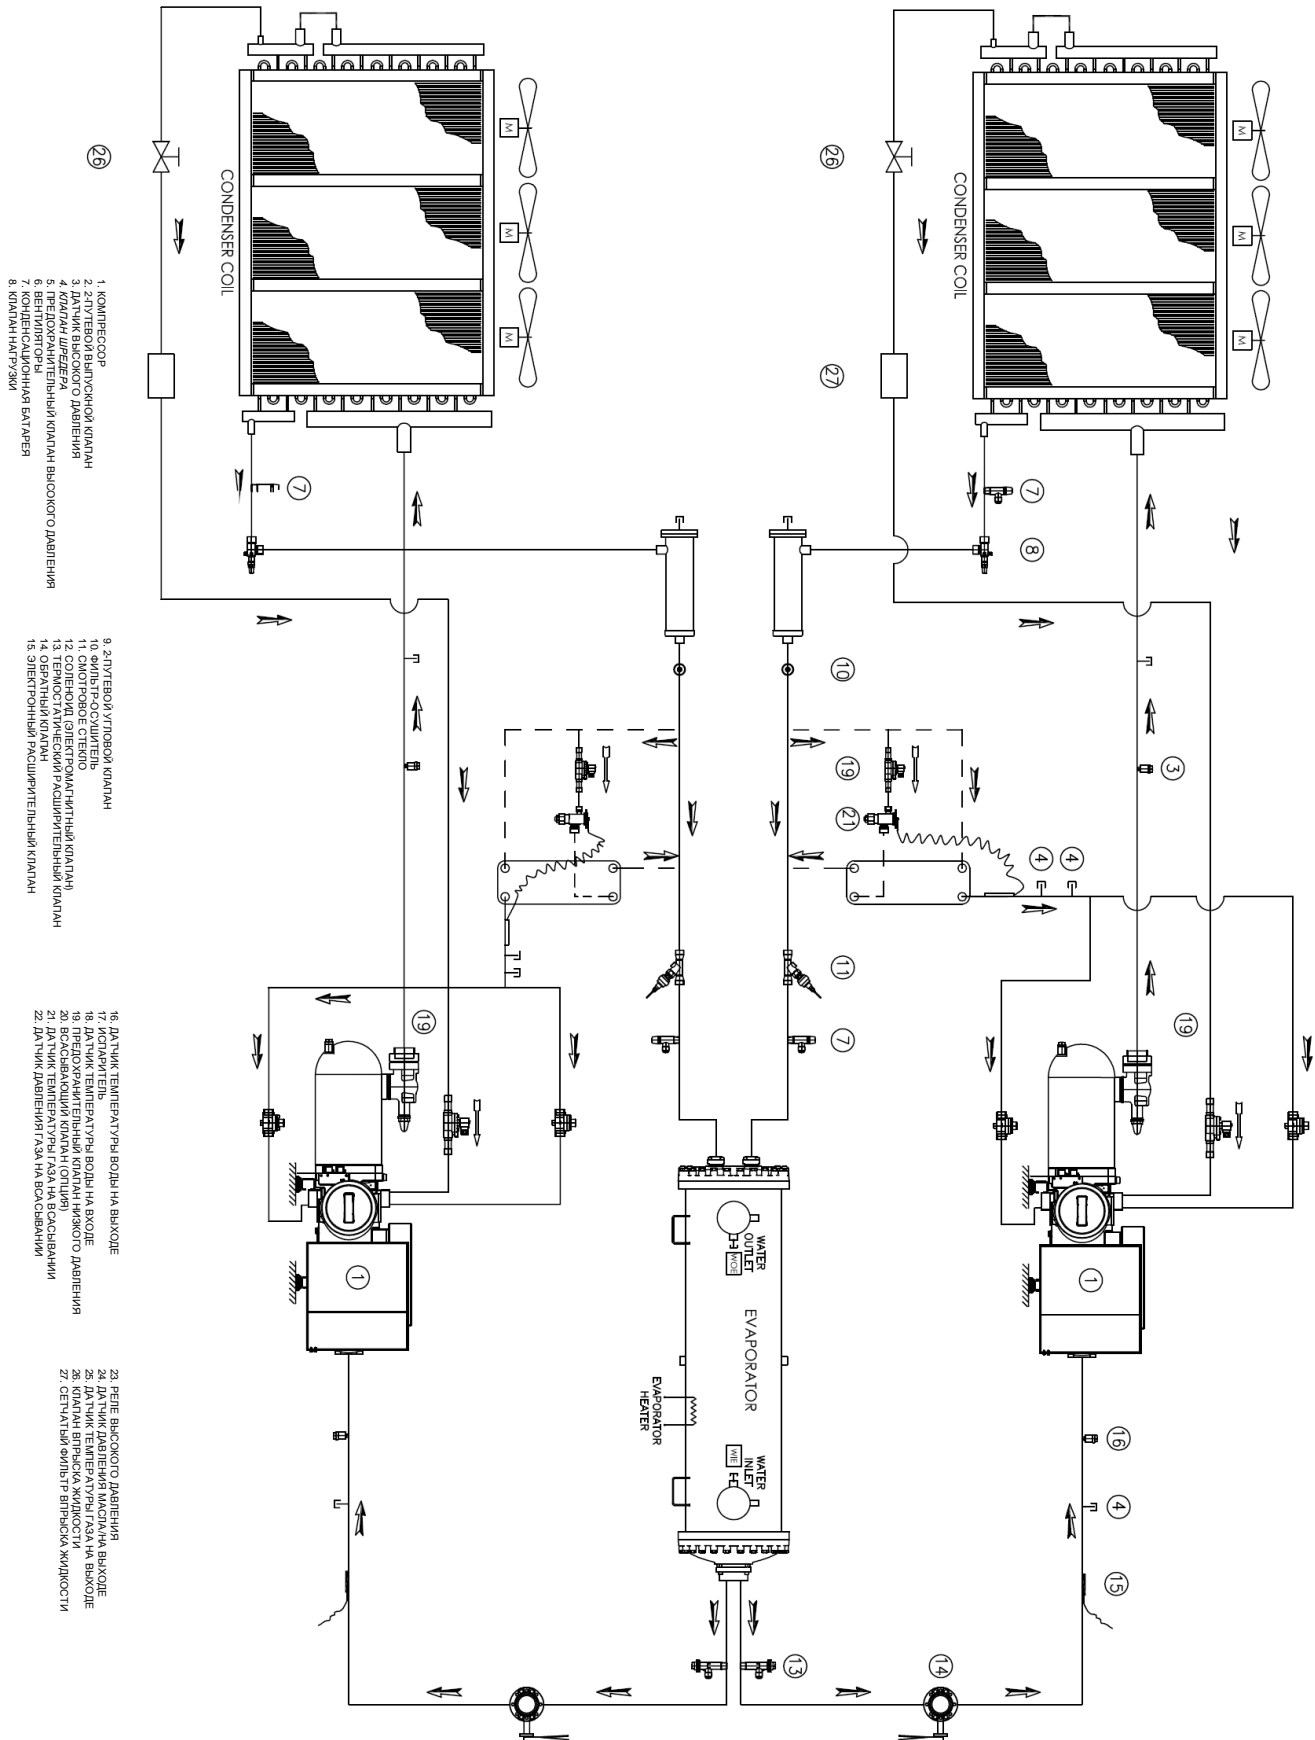 M M M
19
3
16
4
15
1
4
4
7
8
CONDENSER COIL
14
19
21
10
11
7
26
27
13
WATER
OUTLET
WOE
EVAPORATOR
WATER
INLET
WIE
EVAPORATOR
HEATER
M M M
19
1
7
CONDENSER COIL
26
1. КОМПРЕССОР
2. 2-ПУТЕВОЙ ВЫПУСКНОЙ КЛАПАН
3. ДАТЧИК ВЫСОКОГО ДАВЛЕНИЯ
4. КЛАПАН ШРЕДЕРА
5. ПРЕДОХРАНИТЕЛЬНЫЙ КЛАПАН ВЫСОКОГО ДАВЛЕНИЯ
6. ВЕНТИЛЯТОРЫ
7. КОНДЕНСАЦИОННАЯ БАТАРЕЯ
8. КЛАПАН НАГРУЗКИ
9. 2-ПУТЕВОЙ УГЛОВОЙ КЛАПАН
10. ФИЛЬТР-ОСУШИТЕЛЬ
11. СМОТРОВОЕ СТЕКЛО
12. СОЛЕНОИД (ЭЛЕКТРОМАГНИТНЫЙ КЛАПАН)
13. ТЕРМОСТАТИЧЕСКИЙ РАСШИРИТЕЛЬНЫЙ КЛАПАН
14. ОБРАТНЫЙ КЛАПАН
15. ЭЛЕКТРОННЫЙ РАСШИРИТЕЛЬНЫЙ КЛАПАН
16. ДАТЧИК ТЕМПЕРАТУРЫ ВОДЫ НА ВЫХОДЕ
17. ИСПАРИТЕЛЬ
18. ДАТЧИК ТЕМПЕРАТУРЫ ВОДЫ НА ВХОДЕ
19. ПРЕДОХРАНИТЕЛЬНЫЙ КЛАПАН НИЗКОГО ДАВЛЕНИЯ
20. ВСАСЫВАЮЩИЙ КЛАПАН (ОПЦИЯ)
21. ДАТЧИК ТЕМПЕРАТУРЫ ГАЗА НА ВСАСЫВАНИИ
22. ДАТЧИК ДАВЛЕНИЯ ГАЗА НА ВСАСЫВАНИИ
23. РЕЛЕ ВЫСОКОГО ДАВЛЕНИЯ
24. ДАТЧИК ДАВЛЕНИЯ МАСЛА/НА ВЫХОДЕ
25. ДАТЧИК ТЕМПЕРАТУРЫ ГАЗА НА ВЫХОДЕ
26. КЛАПАН ВПРЫСКА ЖИДКОСТИ
27. СЕТЧАТЫЙ ФИЛЬТР ВПРЫСКА ЖИДКОСТИ